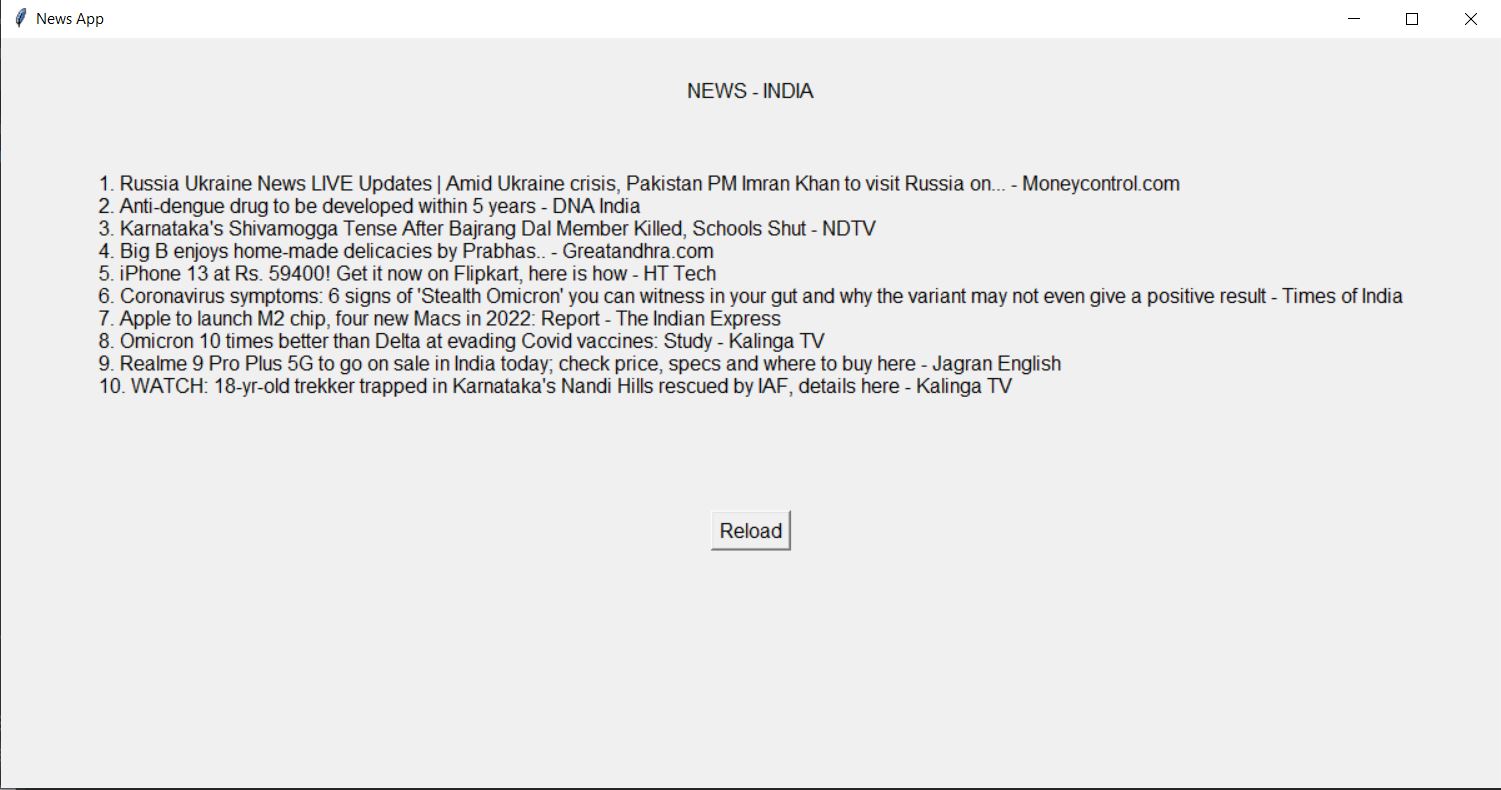 News App
NEWS - INDIA
1. Russia Ukraine News LIVE Updates | Amid Ukraine crisis, Pakistan PM Imran Khan to visit Russia on... - Moneycontrol.com
2. Anti-dengue drug to be developed within 5 years - DNA India
3. Karnataka's Shivamogga Tense After Bajrang Dal Member Killed, Schools Shut - NDTV
4. Big B enjoys home-made delicacies by Prabhas.. - Greatandhra.com
5. iPhone 13 at Rs. 59400! Get it now on Flipkart, here is how - HT Tech
6. Coronavirus symptoms: 6 signs of 'Stealth Omicron' you can witness in your gut and why the variant may not even give a positive result - Times of India
7. Apple to launch M2 chip, four new Macs in 2022: Report - The Indian Express
8. Omicron 10 times better than Delta at evading Covid vaccines: Study - Kalinga TV
9. Realme 9 Pro Plus 5G to go on sale in India today; check price, specs and where to buy here - Jagran English
10. WATCH: 18-yr-old trekker trapped in Karnataka's Nandi Hills rescued by IAF, details here - Kalinga TV
Reload